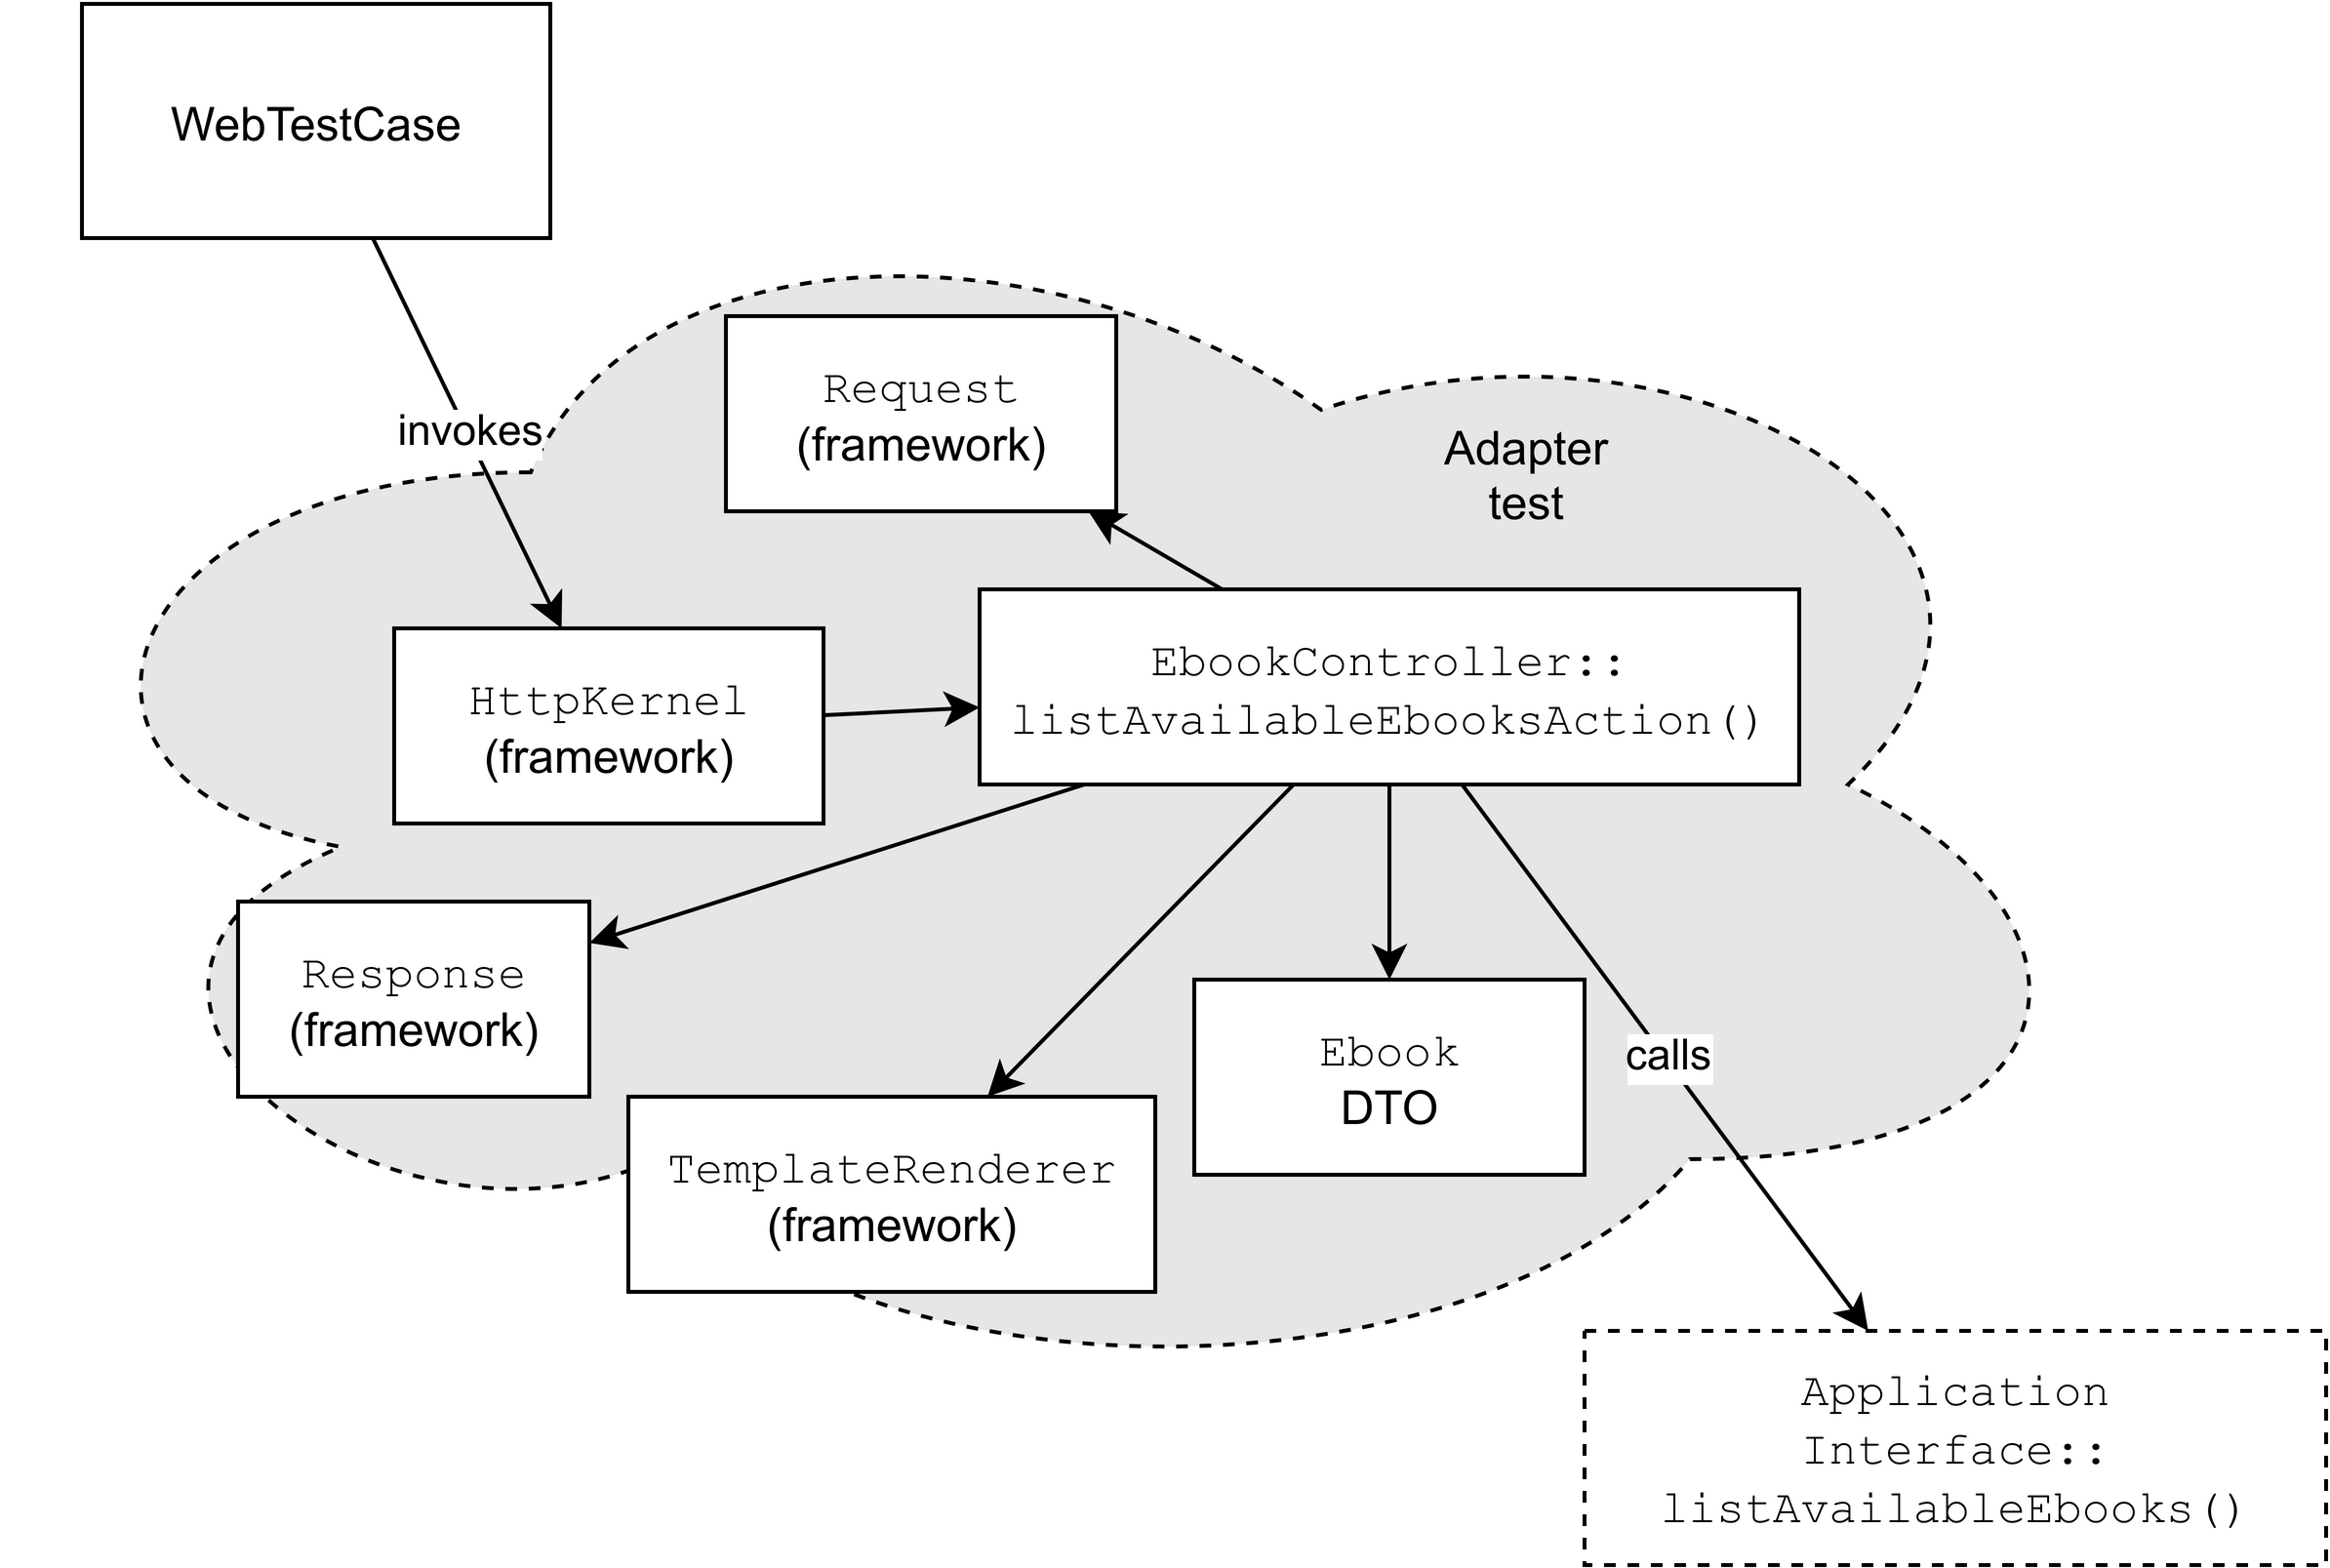 WebTestCase
invokes
Request
(framework)
Adapter
test
EbookController::
listAvailableEbooksAction()
HttpKernel
(framework)
Response
(framework)
TemplateRenderer
(framework)
Ebook
DTO
calls
Application
Interface::
listAvailableEbooks()